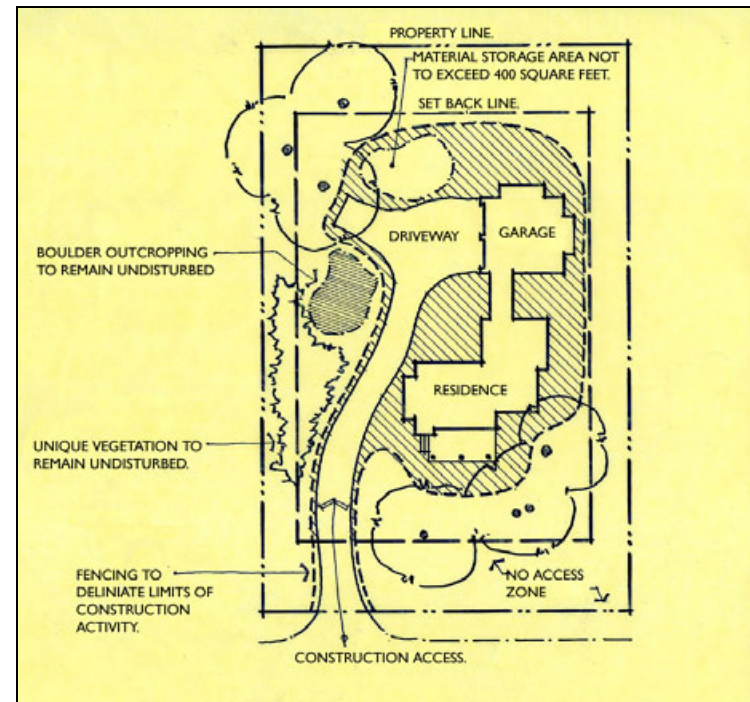 PROPERTY LINE.
MATERIAL STORAGE AREA NOT
TO EXCEED 400 SQUARE FEET.
SET BACK LINE.
DRIVEWAY
GARAGE
BOULDER OUTCROPPING
TO REMAIN UNDISTURBED
RESIDENCE
UNIQUE VEGETATION TO
REMAIN UNDISTURBED.
FENCING TO
DELINIATE LIMITS OF
CONSTRUCTION
ACTIVITY.
NO ACCESS
ZONE
CONSTRUCTION ACCESS.